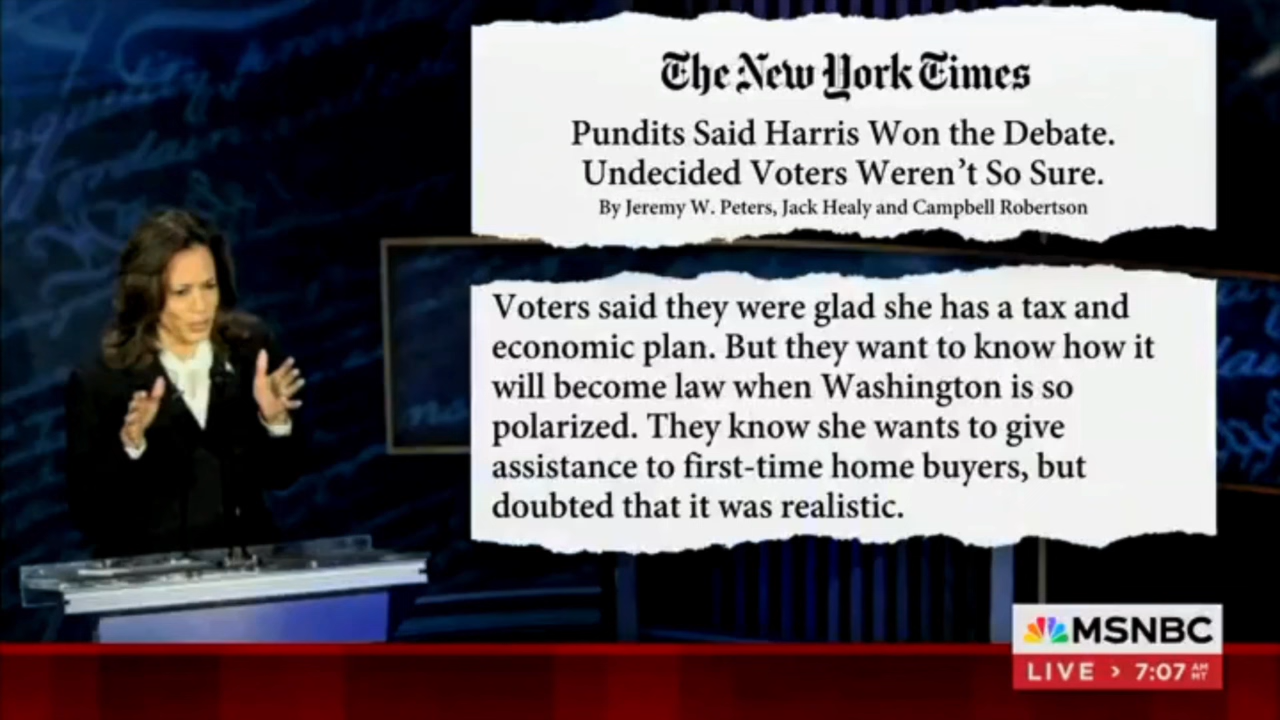 The New York Times
Pundits Said Harris Won the Debate.
Undecided Voters Weren't So Sure.
By Jeremy W. Peters, Jack Healy and Campbell Robertson
Voters said they were glad she has a tax and
economic plan. But they want to know how it
will become law when Washington is so
polarized. They know she wants to give
assistance to first-time home buyers, but
doubted that it was realistic.
MSNBC
LIVE > 7:07 AM MT